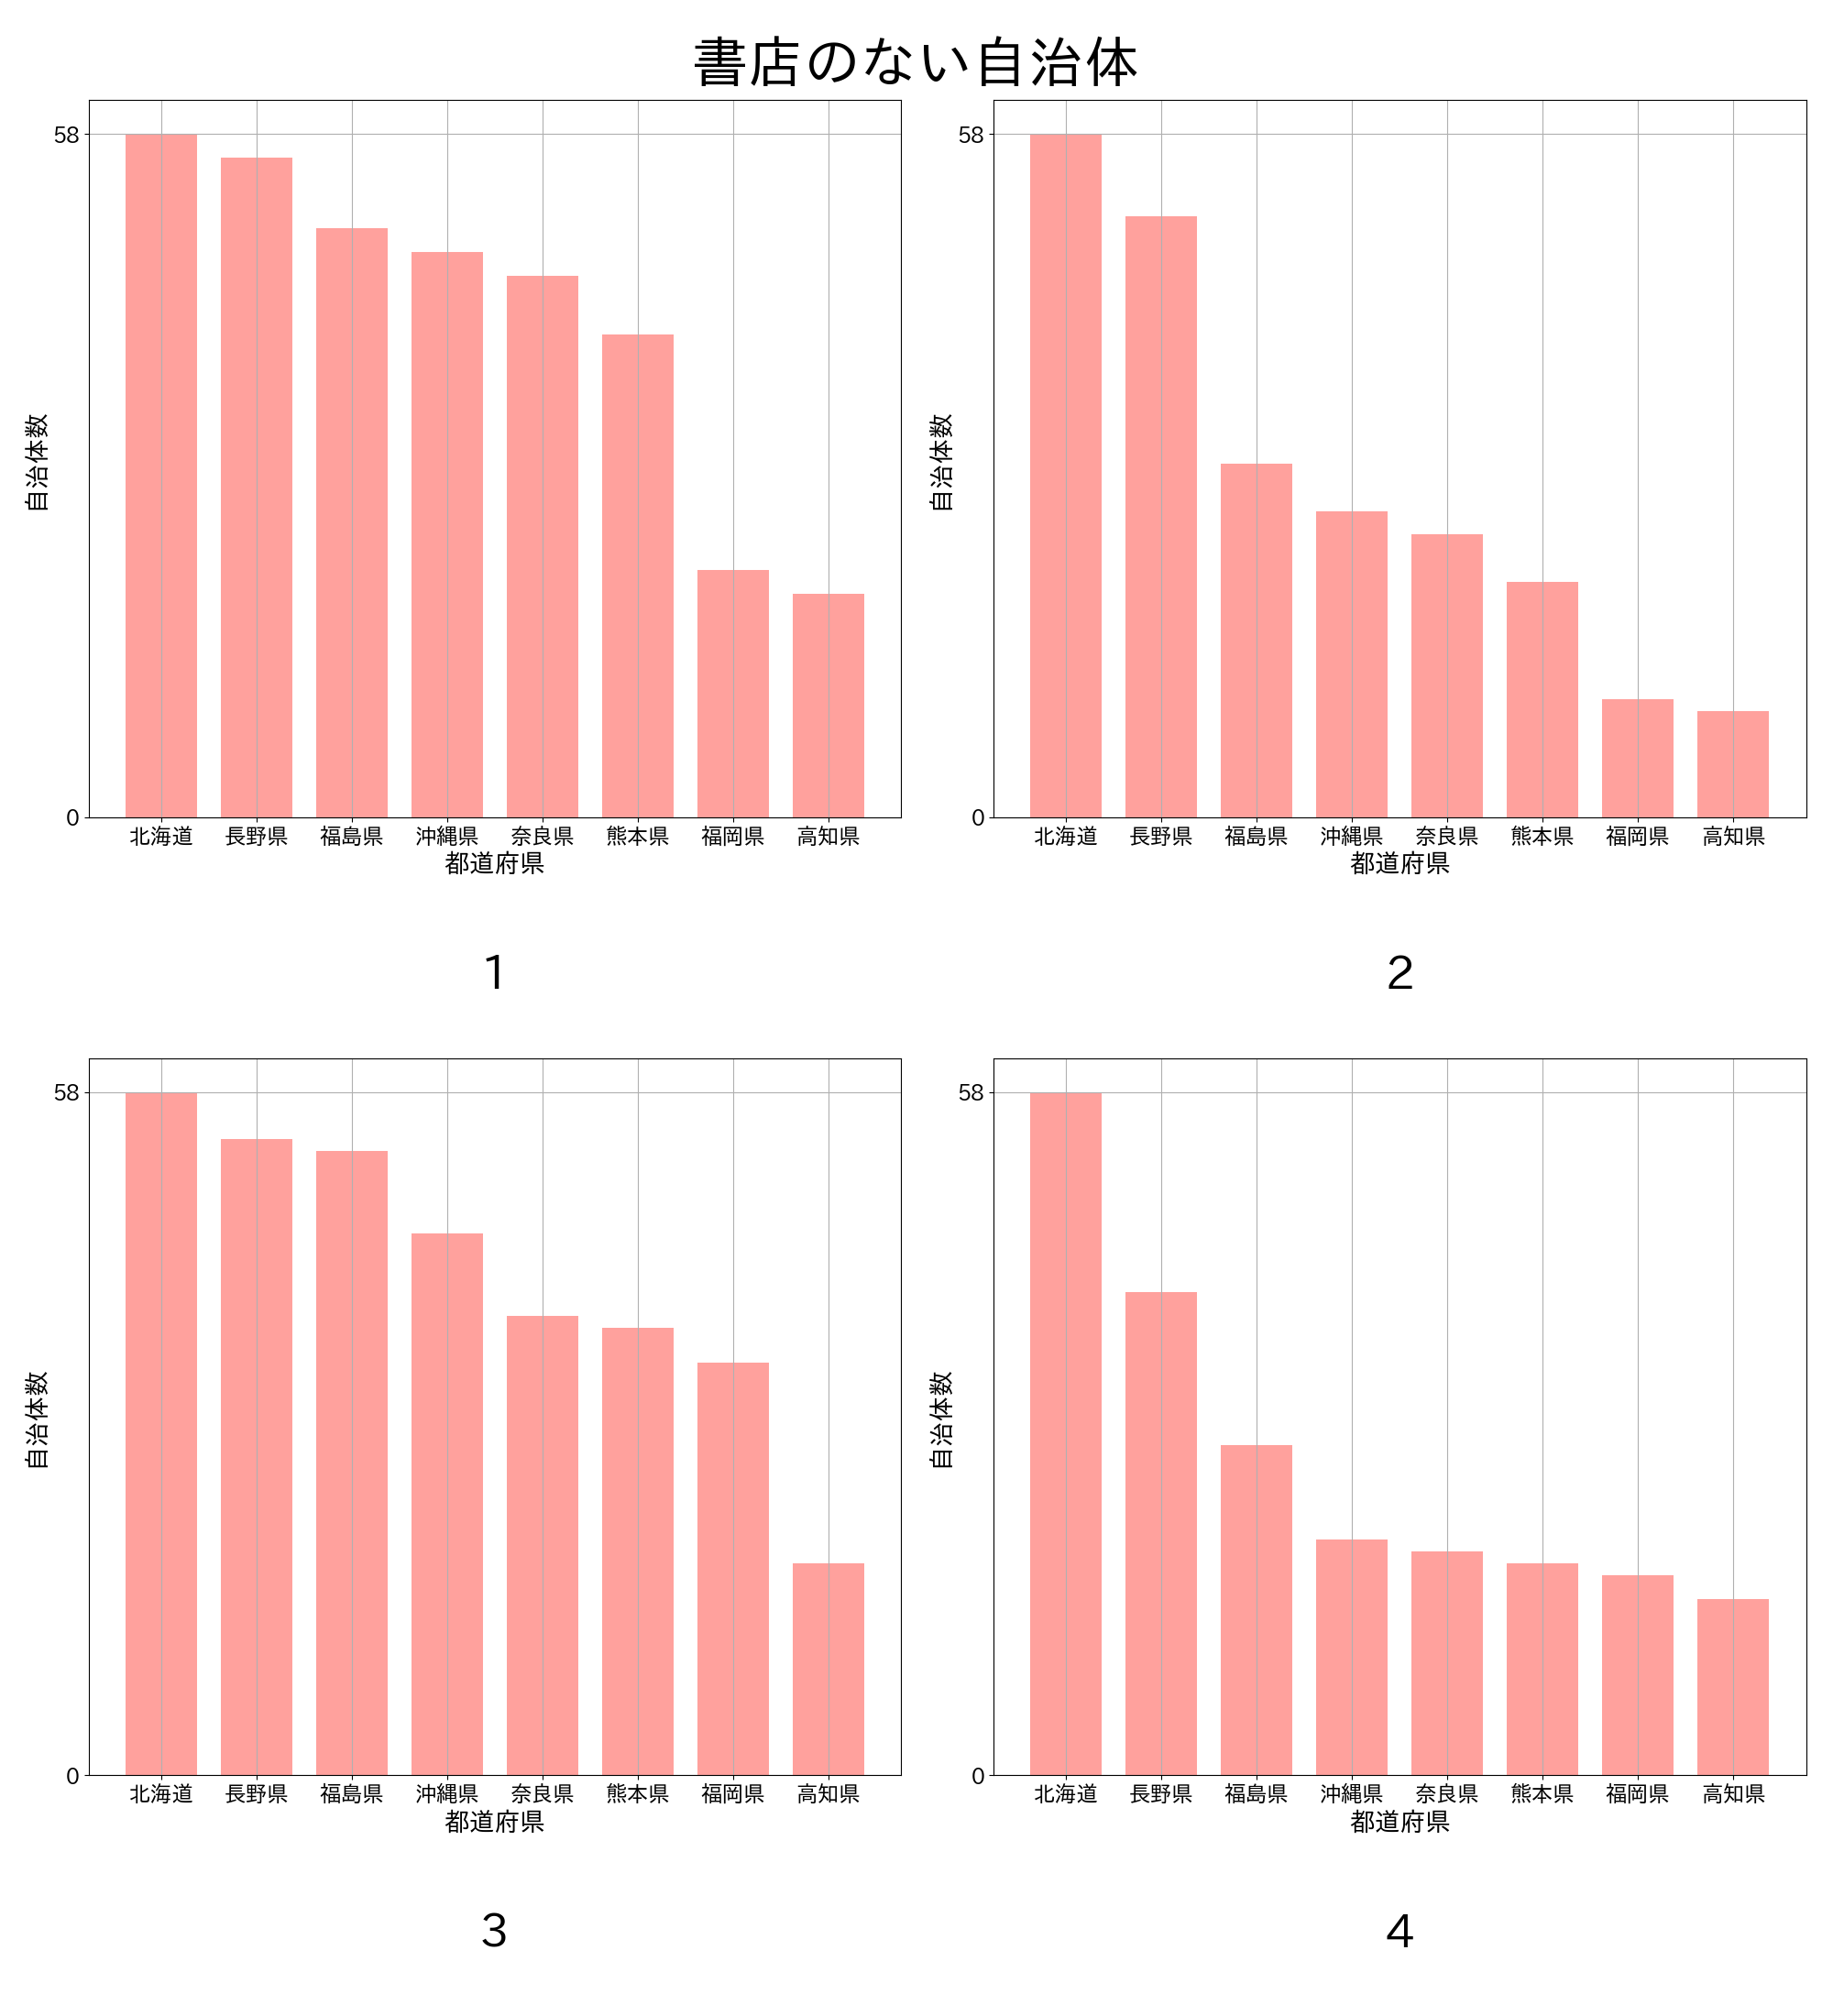 書店のない自治体
58
0
自治体数
北海道 長野県 福島県 沖縄県 奈良県 熊本県 福岡県 高知県
都道府県
1
58
0
自治体数
北海道 長野県 福島県 沖縄県 奈良県 熊本県 福岡県 高知県
都道府県
2
58
0
自治体数
北海道 長野県 福島県 沖縄県 奈良県 熊本県 福岡県 高知県
都道府県
3
58
0
自治体数
北海道 長野県 福島県 沖縄県 奈良県 熊本県 福岡県 高知県
都道府県
4